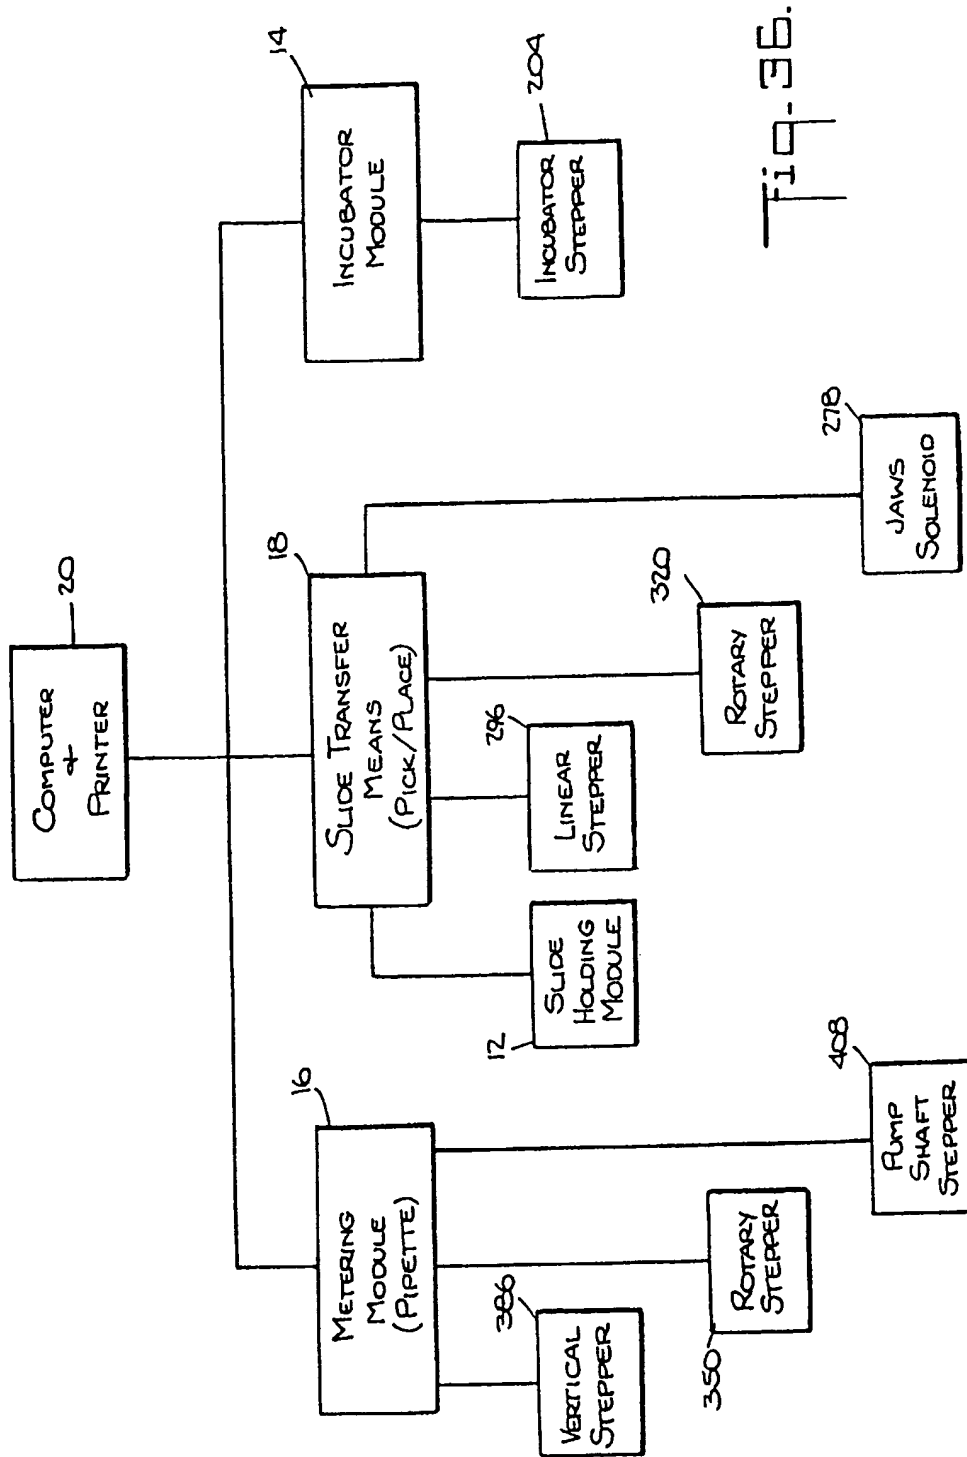 COMPUTER
+
PRINTER
20
METERING
MODULE
(PIPETTE)
16
SLIDE TRANSFER
MEANS
(PICK/PLACE)
18
INCUBATOR
MODULE
14
VERTICAL
STEPPER
386
ROTARY
STEPPER
350
PUMP
SHAFT
STEPPER
408
SLIDE
HOLDING
MODULE
12
LINEAR
STEPPER
296
ROTARY
STEPPER
320
JAWS
SOLENOID
278
INCUBATOR
STEPPER
204
Fig. 36.